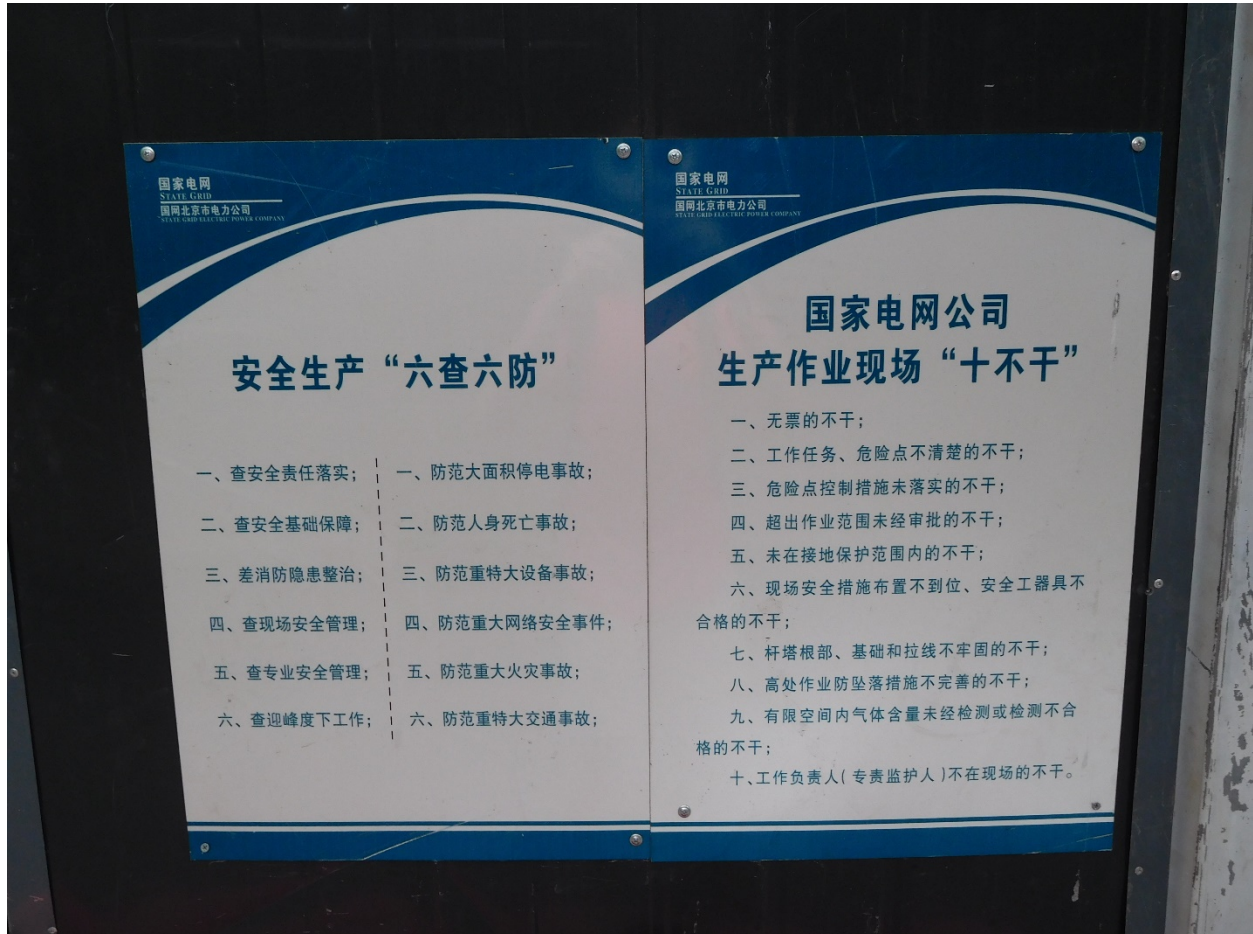 国家电网
STATE GRID
国网北京市电力公司
STATE GRID ELECTRIC POWER COMPANY
安全生产“六查六防”
一、查安全责任落实;
二、查安全基础保障;
三、差消防隐患整治;
四、查现场安全管理;
五、查专业安全管理;
六、查迎峰度下工作;
一、防范大面积停电事故;
二、防范人身死亡事故;
三、防范重特大设备事故;
四、防范重大网络安全事件;
五、防范重大火灾事故;
六、防范重特大交通事故;
国家电网
STATE GRID
国网北京市电力公司
STATE GRID ELECTRIC POWER COMPANY
国家电网公司
生产作业现场“十不干”
一、无票的不干;
二、工作任务、危险点不清楚的不干;
三、危险点控制措施未落实的不干;
四、超出作业范围未经审批的不干;
五、未在接地保护范围内的不干;
六、现场安全措施布置不到位、安全工器具不
合格的不干;
七、杆塔根部、基础和拉线不牢固的不干;
八、高处作业防坠落措施不完善的不干;
九、有限空间内气体含量未经检测或检测不合
格的不干;
十、工作负责人(专责监护人)不在现场的不干。